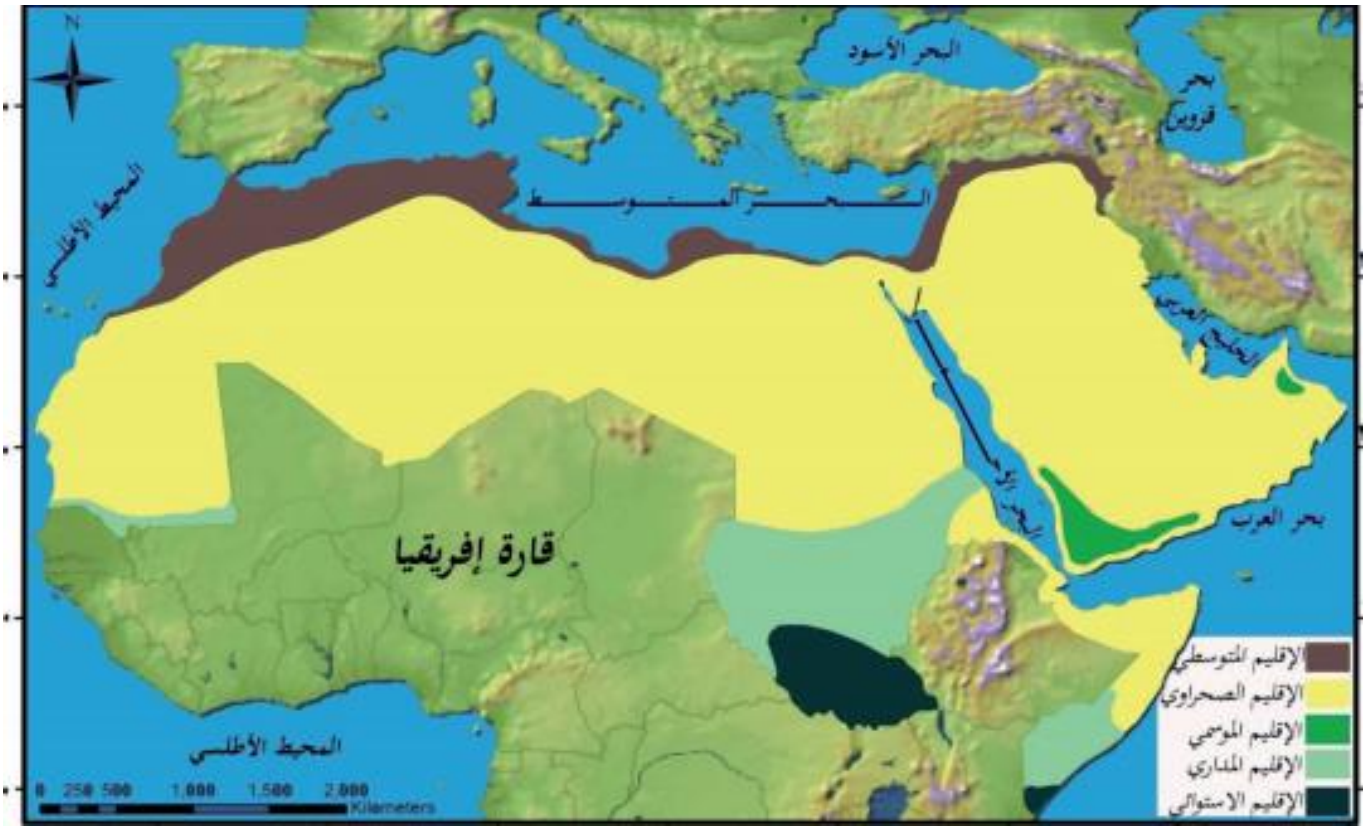 N
البحر الأسود
بحر
قزوين
المحيط الأطلسي
البحر المتوسط
الخليج العربي
البحر الأحمر
بحر العرب
قارة إفريقيا
المحيط الأطلسي
الإقليم المتوسطي
الإقليم الصحراوي
الإقليم الموسمي
الإقليم المداري
الإقليم الاستوائي
0 250 500 1.000 1.500 2.000
Kilameters